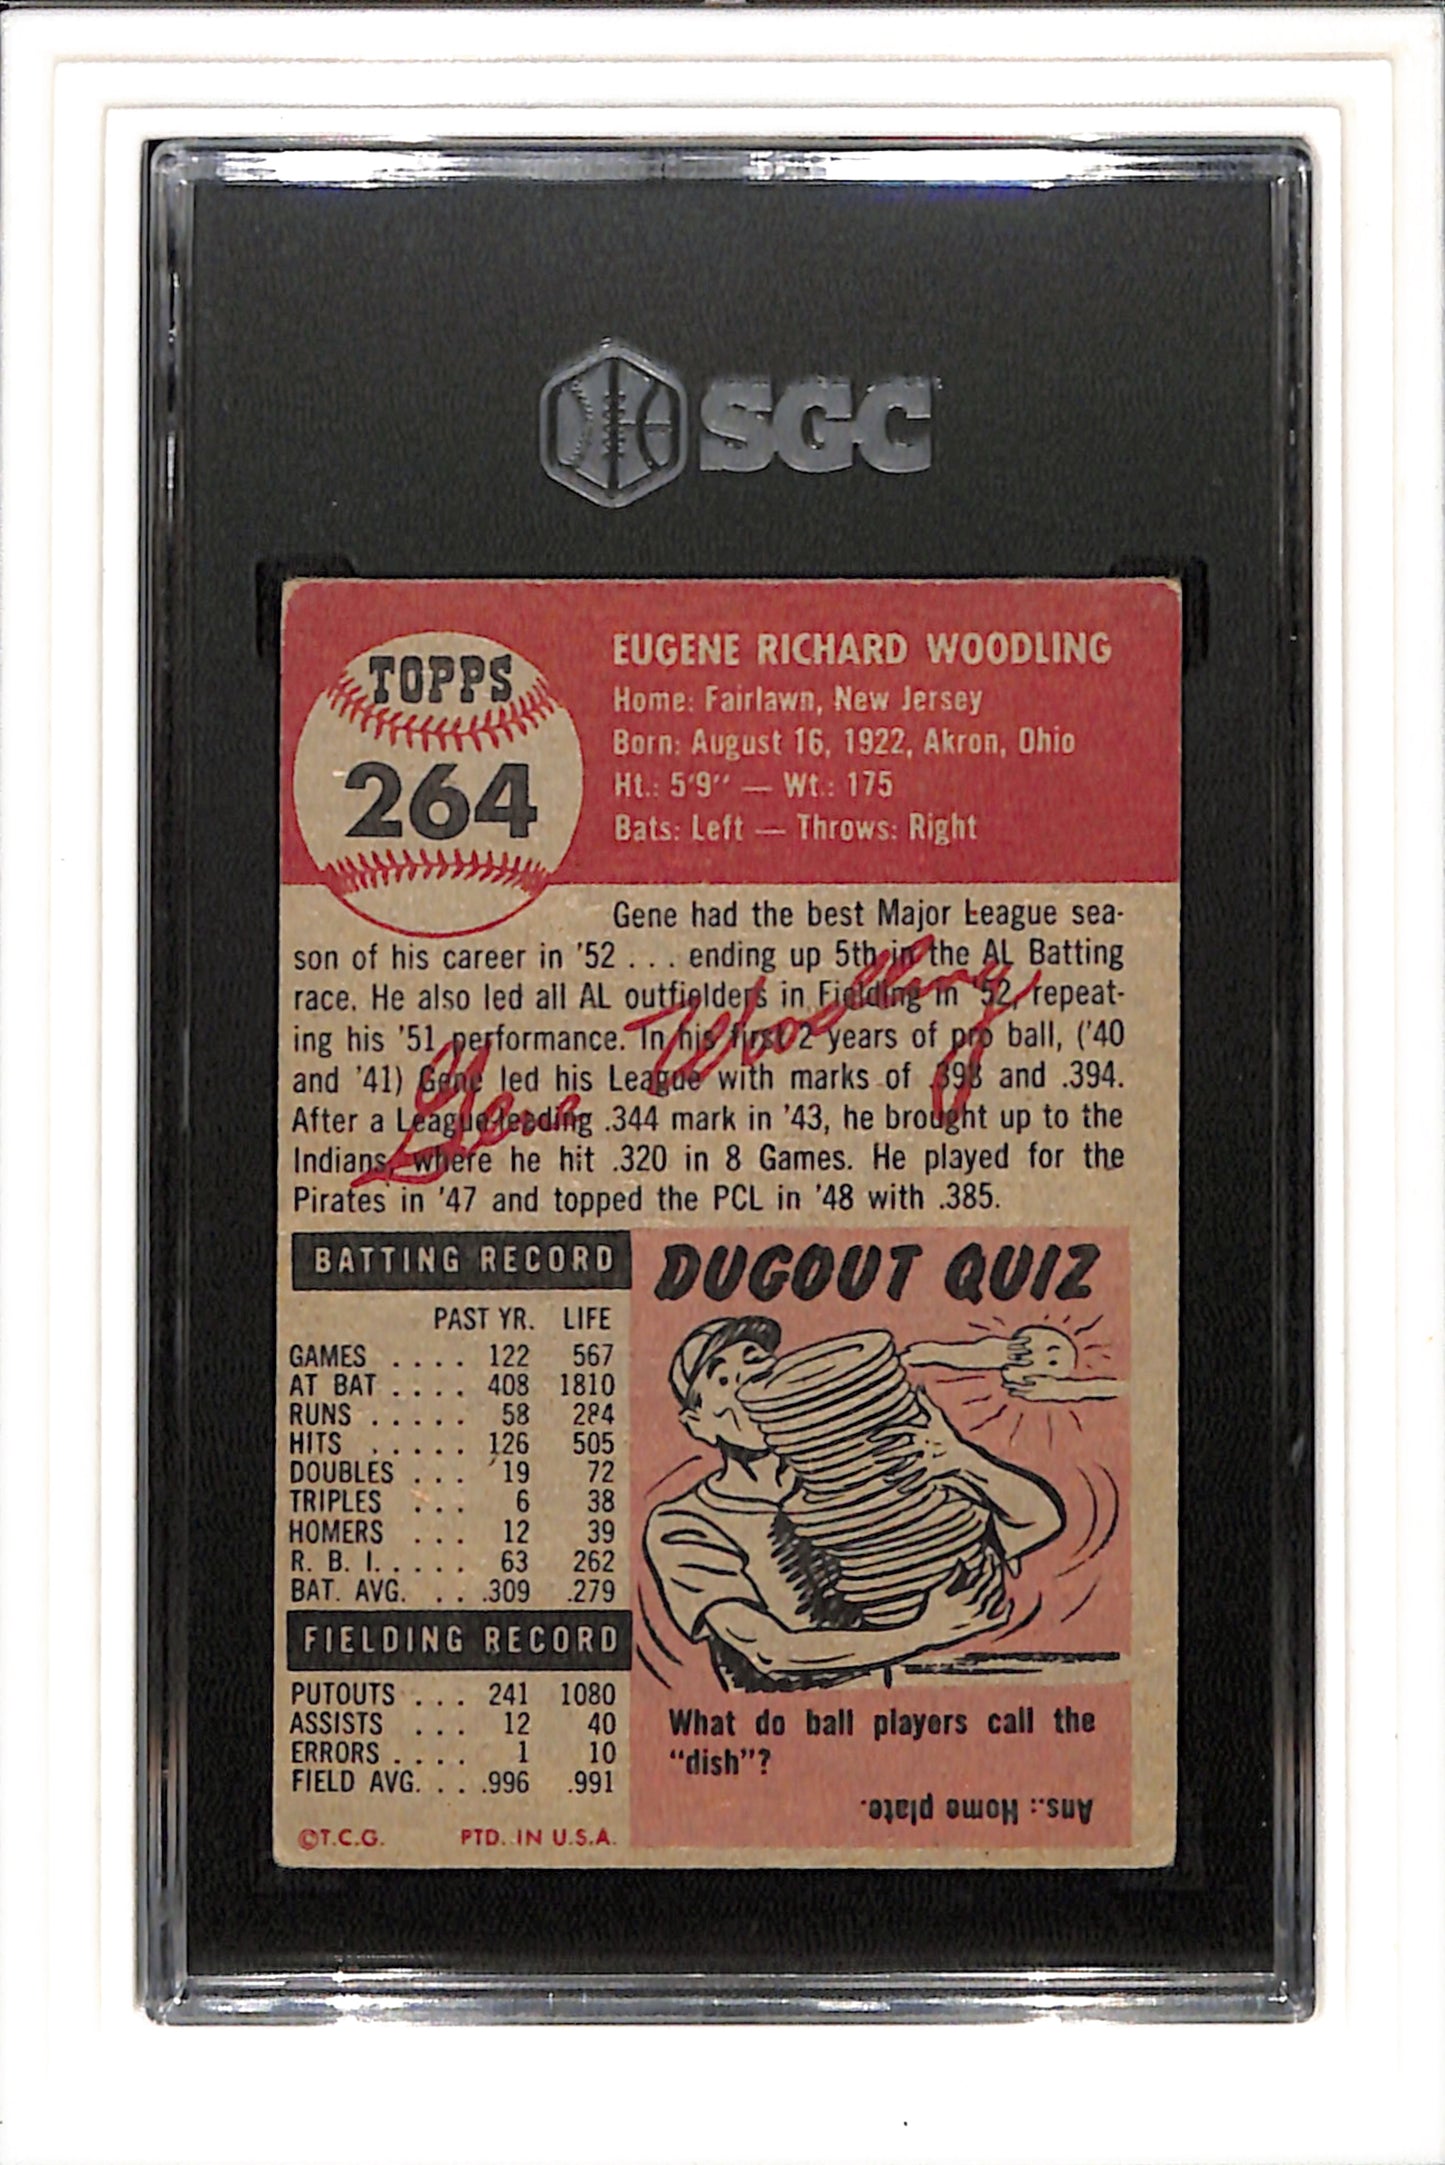 SGC
TOPPS
264
EUGENE RICHARD WOODLING
Home: Fairlawn, New Jersey
Born: August 16, 1922, Akron, Ohio
Ht.: 5'9'' — Wt.: 175
Bats: Left — Throws: Right
Gene had the best Major League sea-
son of his career in '52 . . . ending up 5th in the AL Batting
race. He also led all AL outfielders in Fielding in '52, repeat-
ing his '51 performance. In his first 2 years of pro ball, ('40
and '41) Gene led his League with marks of .398 and .394.
After a League-leading .344 mark in '43, he brought up to the
Indians, where he hit .320 in 8 Games. He played for the
Pirates in '47 and topped the PCL in '48 with .385.
Gene Woodling
BATTING RECORD
PAST YR. LIFE
GAMES . . . . 122 567
AT BAT . . . . 408 1810
RUNS . . . . . 58 284
HITS . . . . . 126 505
DOUBLES . . . 19 72
TRIPLES . . . 6 38
HOMERS . . . 12 39
R. B. I. . . . . 63 262
BAT. AVG. . . .309 .279
FIELDING RECORD
PUTOUTS . . . 241 1080
ASSISTS . . . 12 40
ERRORS . . . . 1 10
FIELD AVG. . . .996 .991
©T.C.G. PTD. IN U.S.A.
DUGOUT QUIZ
What do ball players call the
"dish"?
Ans.: Home plate.